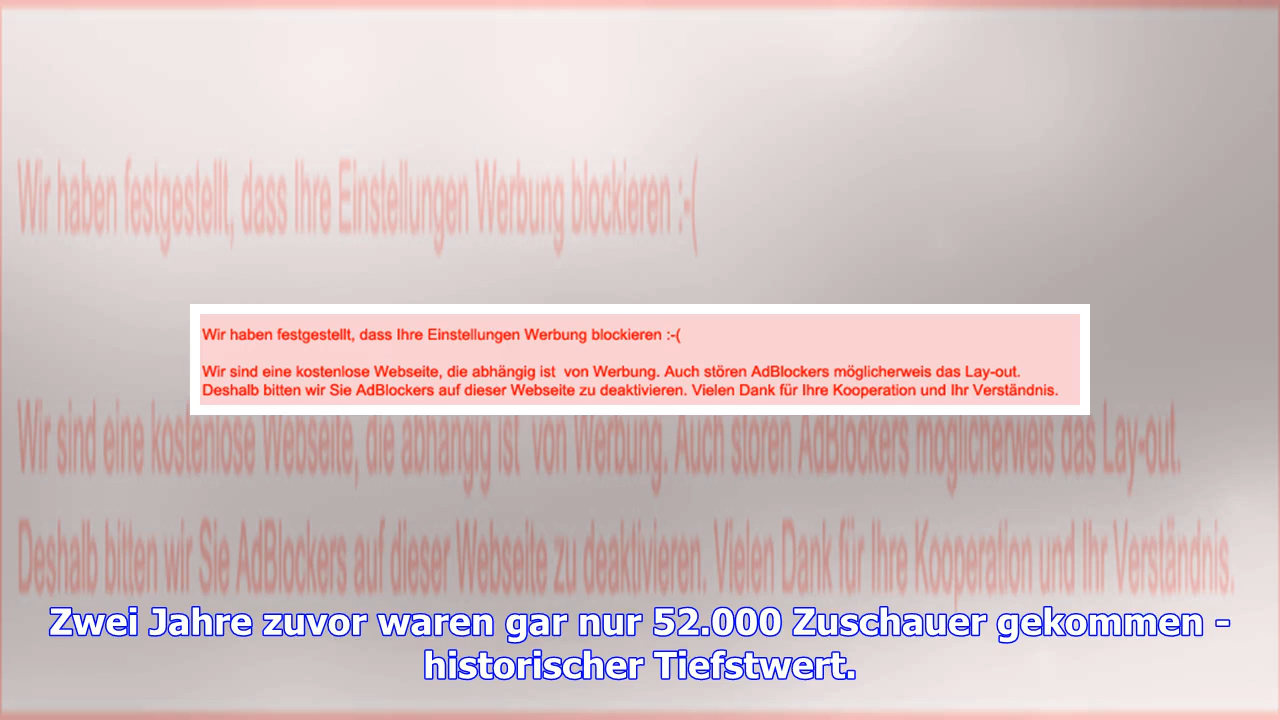 Wir haben festgestellt, dass Ihre Einstellungen Werbung blockieren :-(
Wir haben festgestellt, dass Ihre Einstellungen Werbung blockieren :-(
Wir sind eine kostenlose Webseite, die abhängig ist von Werbung. Auch stören AdBlockers möglicherweis das Lay-out.
Deshalb bitten wir Sie AdBlockers auf dieser Webseite zu deaktivieren. Vielen Dank für Ihre Kooperation und Ihr Verständnis.
Wir sind eine kostenlose Webseite, die abhängig ist von Werbung. Auch stören AdBlockers möglicherweis das Lay-out.
Deshalb bitten wir Sie AdBlockers auf dieser Webseite zu deaktivieren. Vielen Dank für Ihre Kooperation und Ihr Verständnis.
Zwei Jahre zuvor waren gar nur 52.000 Zuschauer gekommen -
historischer Tiefstwert.